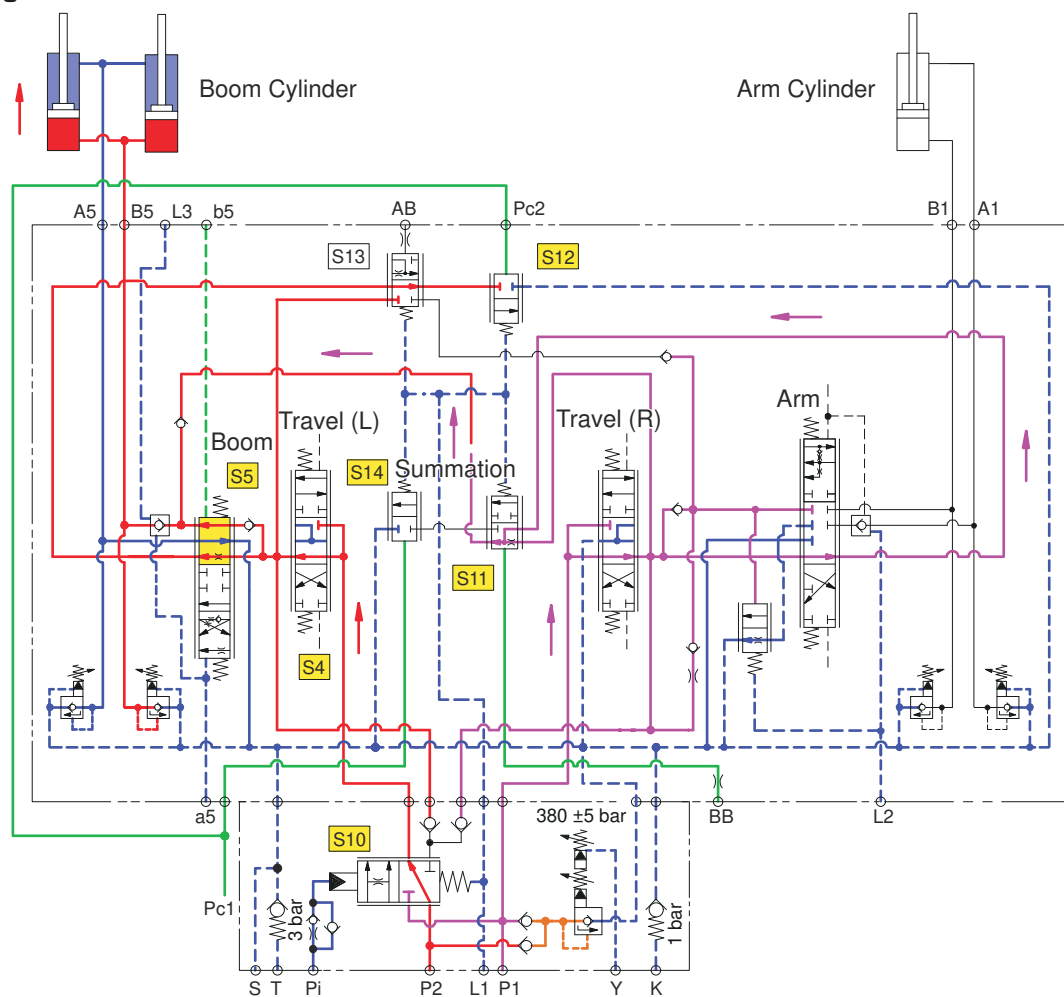 g
Boom Cylinder
Arm Cylinder
A5
B5
L3
b5
AB
Pc2
B1
A1
S13
S12
Travel (L)
Travel (R)
Arm
Boom
S5
S14
Summation
S11
S4
a5
380 ±5 bar
BB
L2
S10
Pc1
3 bar
1 bar
S
T
Pi
P2
L1
P1
Y
K